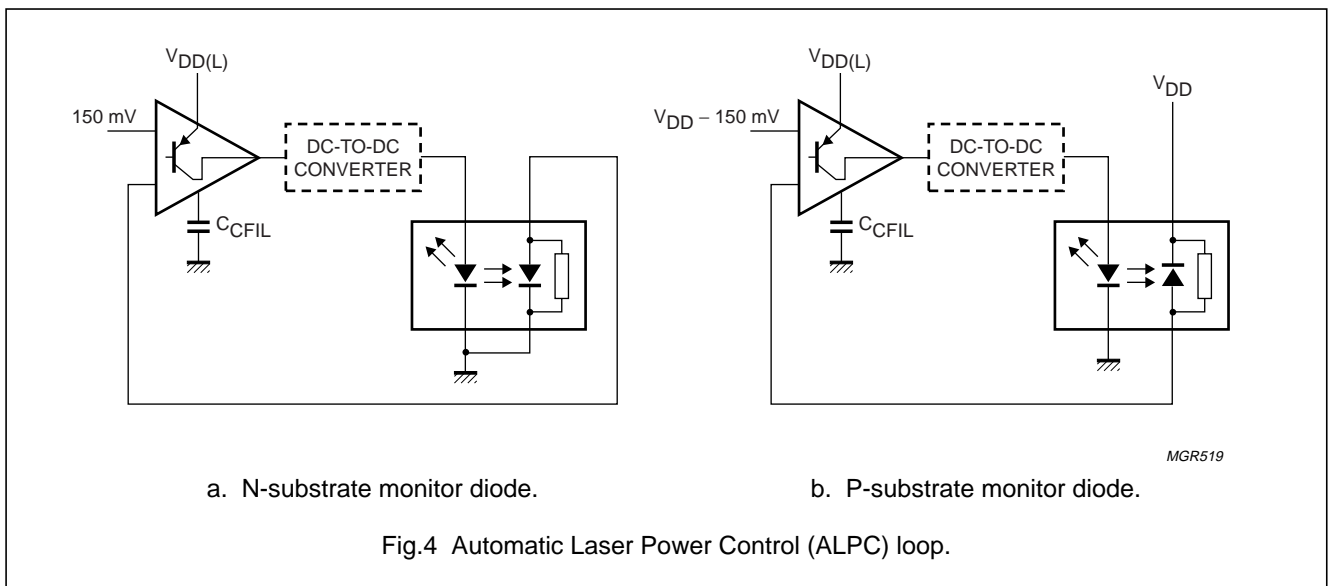 VDD(L)
150 mV
DC-TO-DC
CONVERTER
CCFIL
VDD(L)
VDD
VDD − 150 mV
DC-TO-DC
CONVERTER
CCFIL
MGR519
a. N-substrate monitor diode.
b. P-substrate monitor diode.
Fig.4 Automatic Laser Power Control (ALPC) loop.